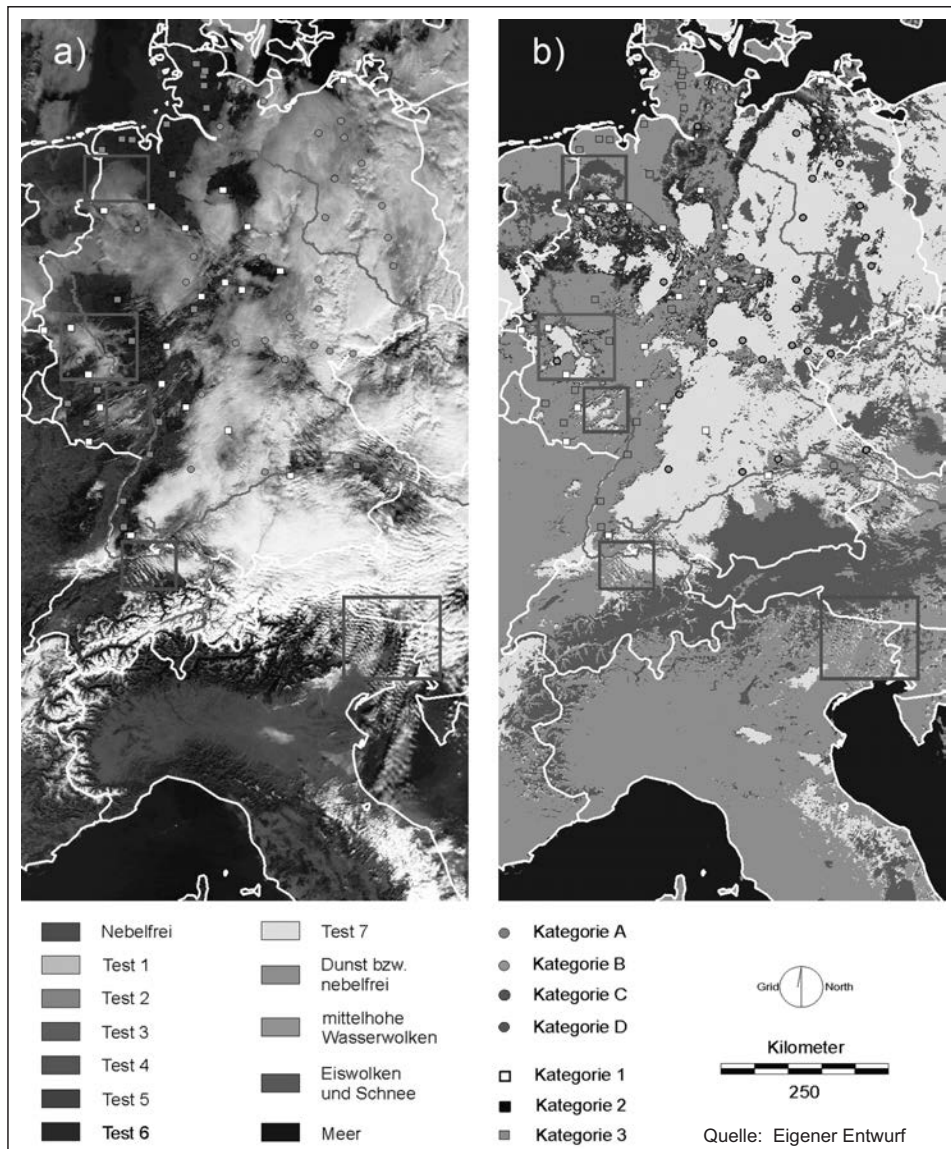 a)
b)
Nebelfrei
Test 1
Test 2
Test 3
Test 4
Test 5
Test 6
Test 7
Dunst bzw.
nebelfrei
mittelhohe
Wasserwolken
Eiswolken
und Schnee
Meer
Kategorie A
Kategorie B
Kategorie C
Kategorie D
Kategorie 1
Kategorie 2
Kategorie 3
Grid
North
Kilometer
250
Quelle: Eigener Entwurf